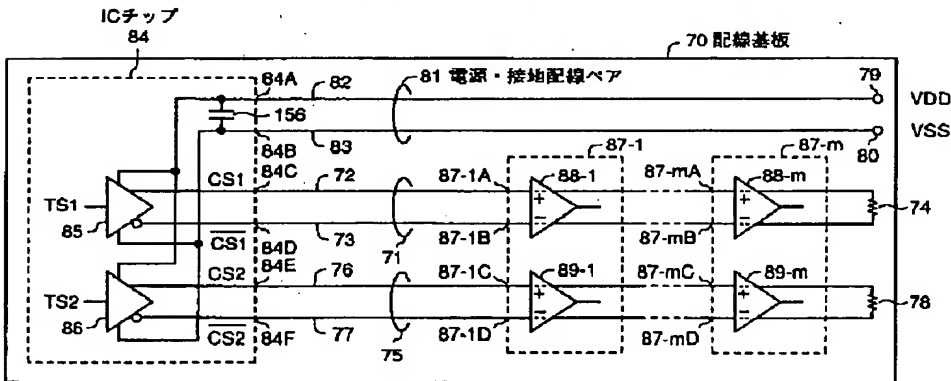 ICチップ
84
70 配線基板
84A
82
81 電源・接地配線ペア
79
VDD
156
VSS
84B
83
80
87-1
87-m
CS1
84C
72
87-1A
88-1
87-mA
88-m
TS1
+
+
74
85
−
−
CS1
84D
73
71
87-1B
87-mB
CS2
84E
76
87-1C
89-1
87-mC
89-m
TS2
+
+
78
86
−
−
CS2
84F
77
75
87-1D
87-mD